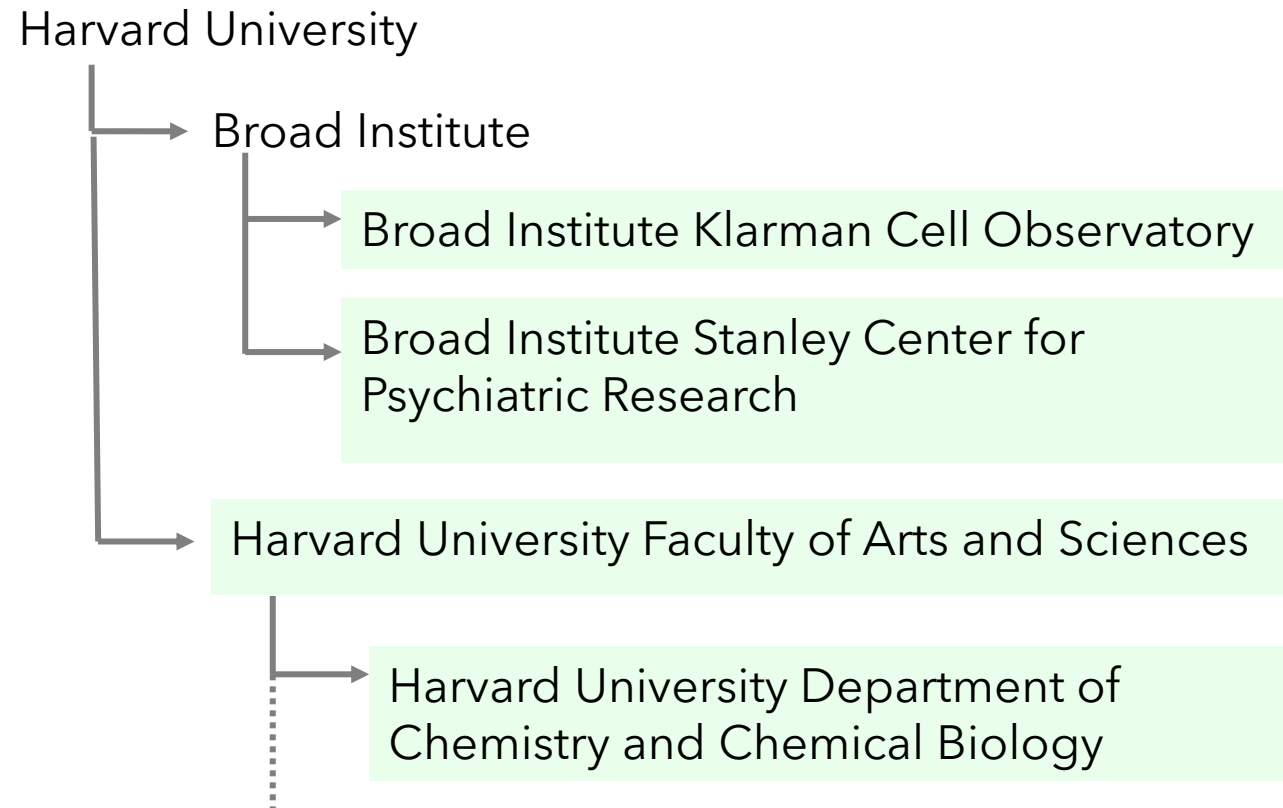 Harvard University
Broad Institute
Broad Institute Klarman Cell Observatory
Broad Institute Stanley Center for
Psychiatric Research
Harvard University Faculty of Arts and Sciences
Harvard University Department of
Chemistry and Chemical Biology